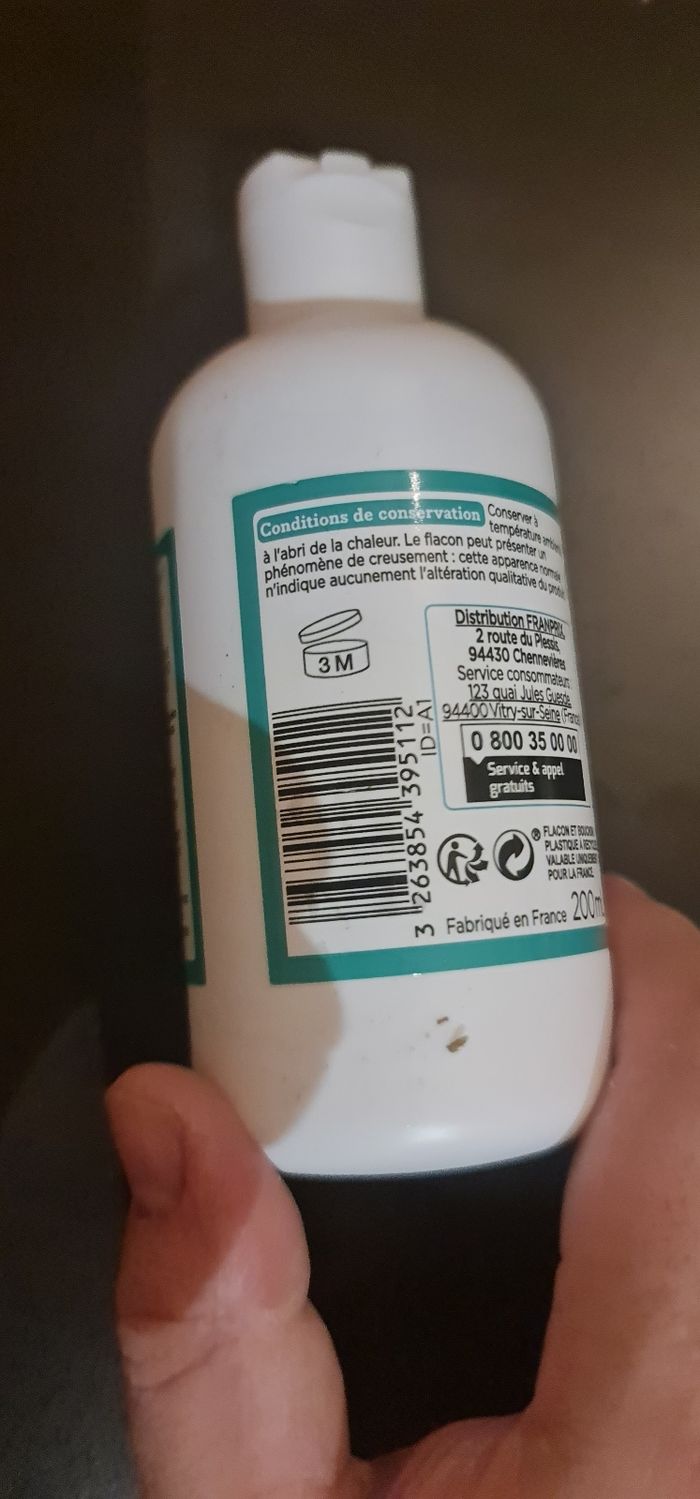 Conditions de conservation Conserver à
température
à l'abri de la chaleur. Le flacon peut présenter un
phénomène de creusement : cette apparence normale
n'indique aucunement l'altération qualitative du produit
3 M
Distribution FRANPRIX
2 route du Plessis
94430 Chennevières
Service consommateurs
123 quai Jules Guesde
94400 Vitry-sur-Seine (France
0 800 35 00 00
Service & appel
gratuits
3 263854 395112
ID=A1
® FLACON ET BOUCHON
PLASTIQUE À RECYCLER
VALABLE UNIQUEMENT
POUR LA FRANCE
Fabriqué en France 200m